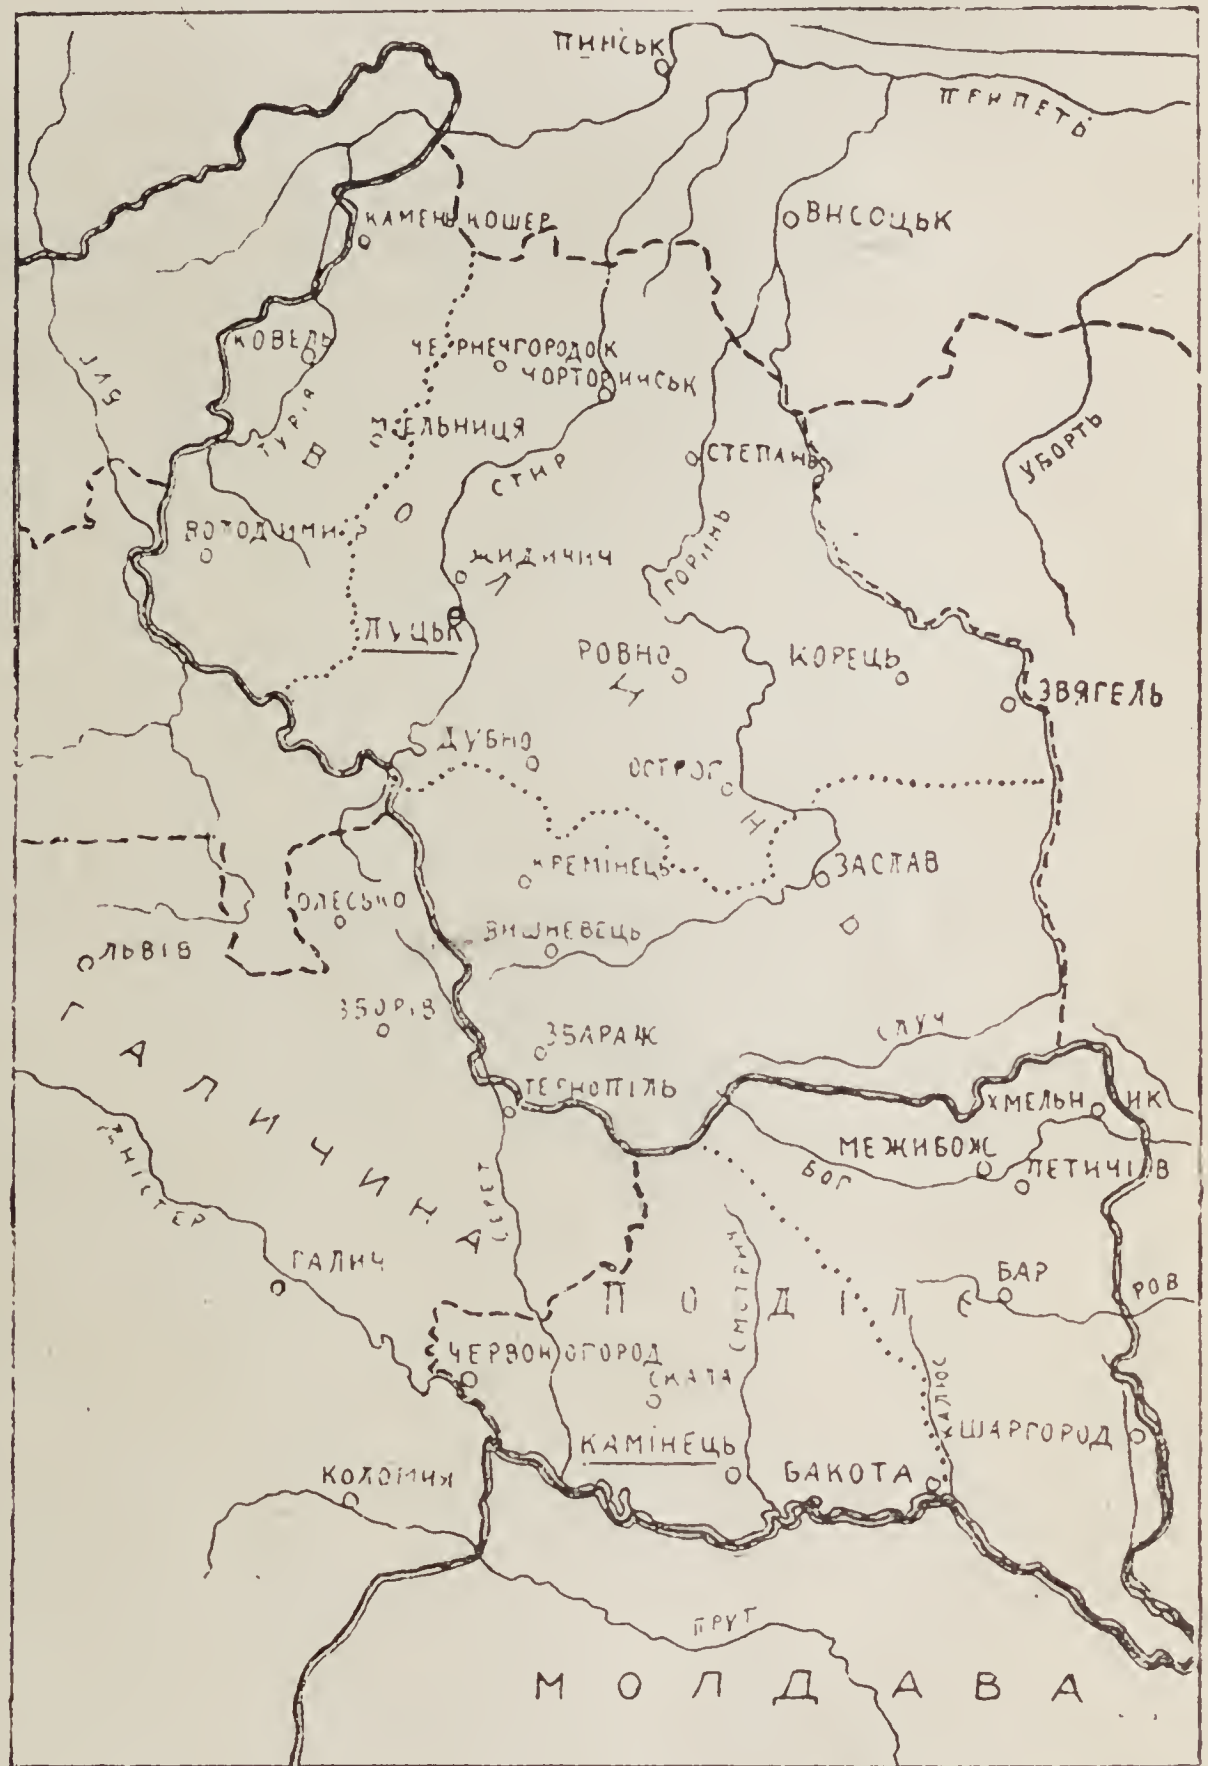 ПИНСЬК
ПРИПЕТЬ
ВИСОЦЬК
КАМЕНЬ КОШЕР
КОВЕЛЬ
ЧЕРНЕЧГОРОДОК
ЧОРТОРИЙСЬК
БУГ
ТУРІЯ
МЕЛЬНИЦЯ
СТИР
СТЕПАНЬ
УБОРТЬ
ВОЛОДИМИР
ГОРИНЬ
ЖИДИЧИЧ
ЛУЦЬК
РОВНО
КОРЕЦЬ
ЗВЯГЕЛЬ
ДУБНО
ОСТРОГ
КРЕМІНЕЦЬ
ЗАСЛАВ
ОЛЕСЬКО
ВИШНЕВЕЦЬ
ЛЬВІВ
ЗБОРІВ
ЗБАРАЖ
СЛУЧ
ГАЛИЧИНА
ТЕРНОПІЛЬ
ХМЕЛЬНИК
МЕЖИБОЖ
ЛЕТИЧІВ
БОГ
ДНІСТЕР
СЕРЕТ
ГАЛИЧ
СМОТРИЧ
ПОДІЛЄ
БАР
РОВ
ЧЕРВОНОГОРОД
СКАЛА
КАЛЮС
ШАРГОРОД
КАМІНЕЦЬ
БАКОТА
КОЛОМИЯ
ПРУТ
МОЛДАВА